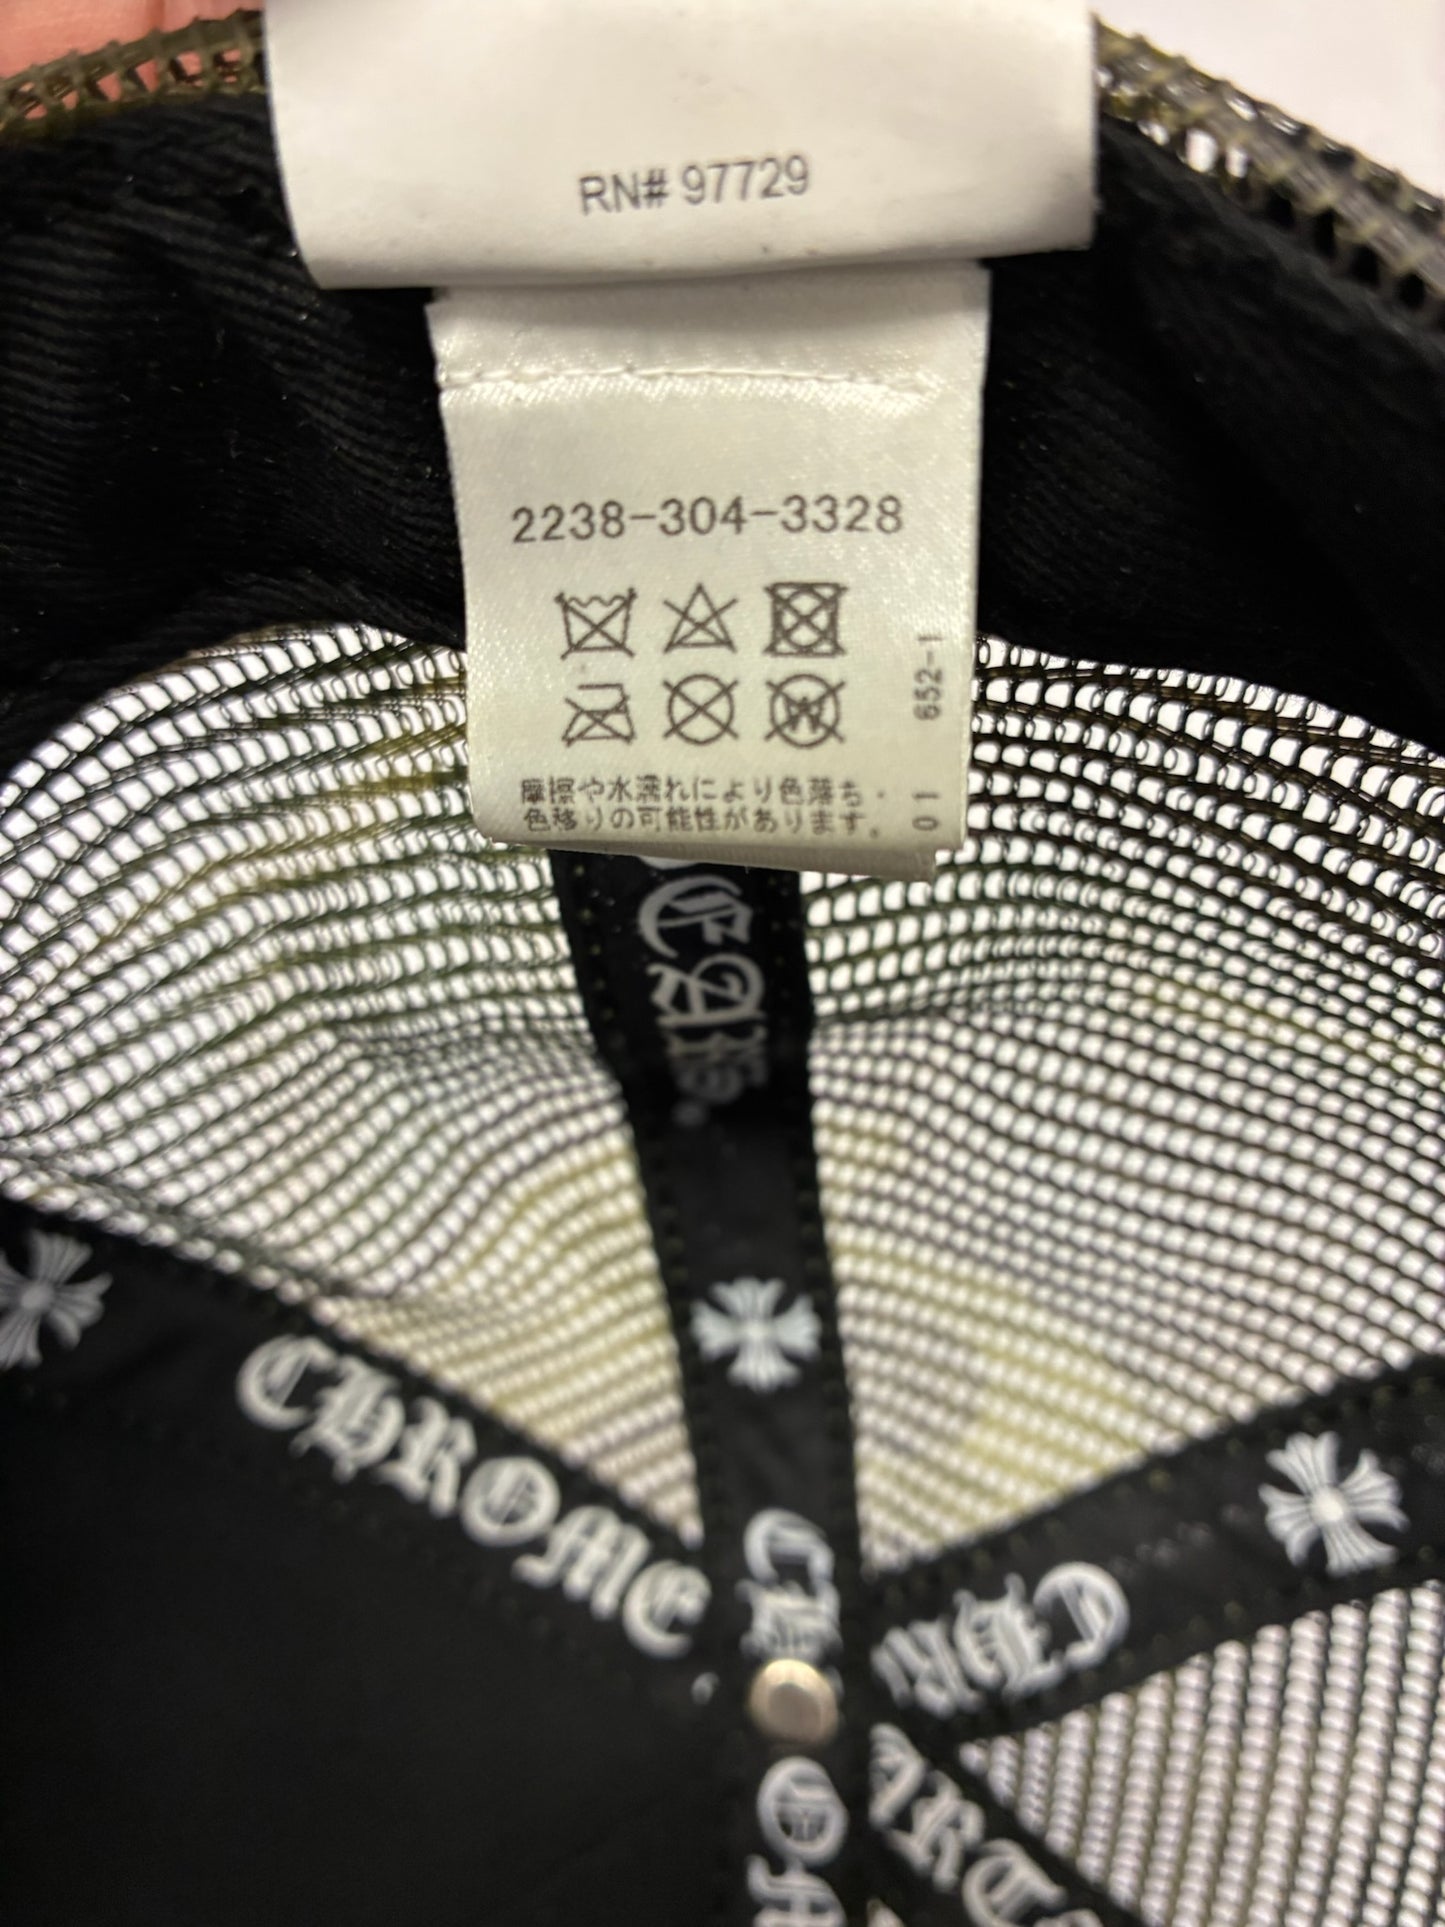 RN# 97729
2238-304-3328
652-1
01
摩擦や水濡れにより色落ち・
色移りの可能性があります。
CHROME